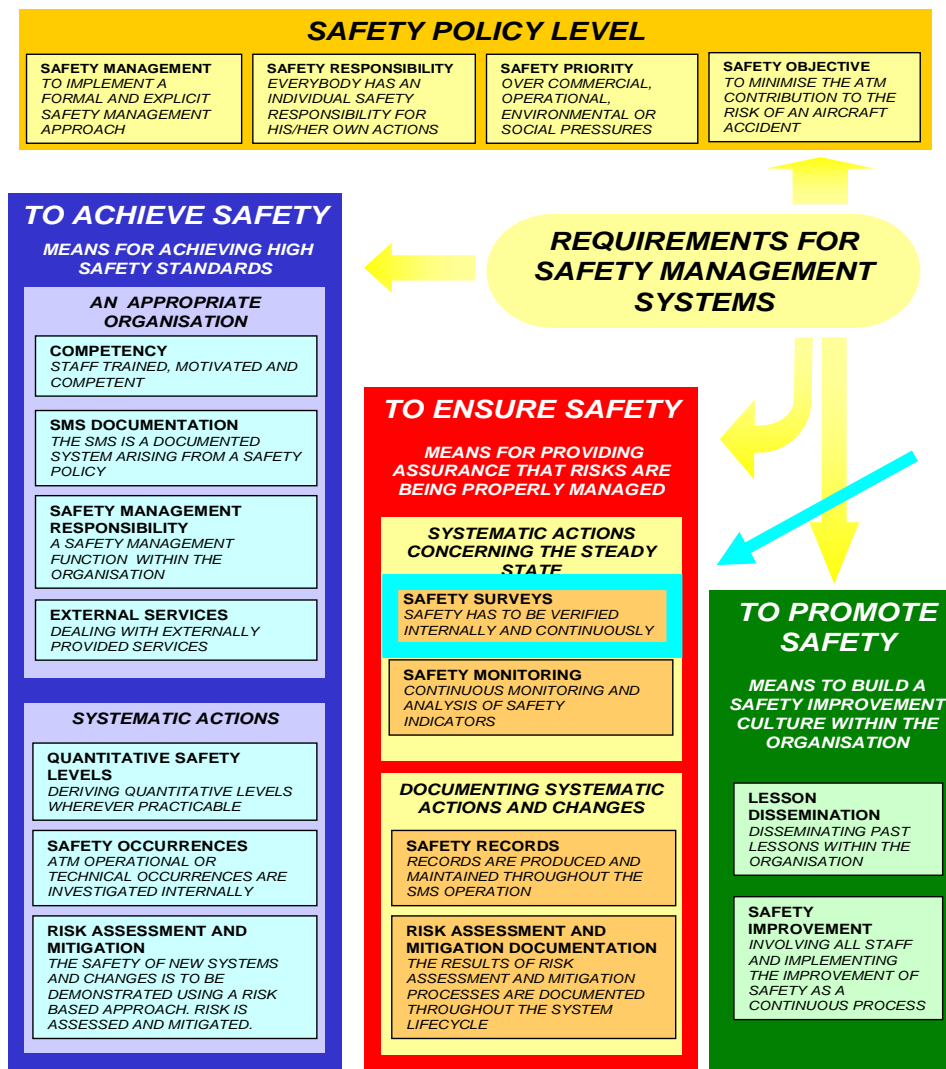 SAFETY POLICY LEVEL
SAFETY MANAGEMENT
TO IMPLEMENT A
FORMAL AND EXPLICIT
SAFETY MANAGEMENT
APPROACH
SAFETY RESPONSIBILITY
EVERYBODY HAS AN
INDIVIDUAL SAFETY
RESPONSIBILITY FOR
HIS/HER OWN ACTIONS
SAFETY PRIORITY
OVER COMMERCIAL,
OPERATIONAL,
ENVIRONMENTAL OR
SOCIAL PRESSURES
SAFETY OBJECTIVE
TO MINIMISE THE ATM
CONTRIBUTION TO THE
RISK OF AN AIRCRAFT
ACCIDENT
REQUIREMENTS FOR
SAFETY MANAGEMENT
SYSTEMS
TO ACHIEVE SAFETY
MEANS FOR ACHIEVING HIGH
SAFETY STANDARDS
AN APPROPRIATE
ORGANISATION
COMPETENCY
STAFF TRAINED, MOTIVATED AND
COMPETENT
SMS DOCUMENTATION
THE SMS IS A DOCUMENTED
SYSTEM ARISING FROM A SAFETY
POLICY
SAFETY MANAGEMENT
RESPONSIBILITY
A SAFETY MANAGEMENT
FUNCTION WITHIN THE
ORGANISATION
EXTERNAL SERVICES
DEALING WITH EXTERNALLY
PROVIDED SERVICES
SYSTEMATIC ACTIONS
QUANTITATIVE SAFETY
LEVELS
DERIVING QUANTITATIVE LEVELS
WHEREVER PRACTICABLE
SAFETY OCCURRENCES
ATM OPERATIONAL OR
TECHNICAL OCCURRENCES ARE
INVESTIGATED INTERNALLY
RISK ASSESSMENT AND
MITIGATION
THE SAFETY OF NEW SYSTEMS
AND CHANGES IS TO BE
DEMONSTRATED USING A RISK
BASED APPROACH. RISK IS
ASSESSED AND MITIGATED.
TO ENSURE SAFETY
MEANS FOR PROVIDING
ASSURANCE THAT RISKS ARE
BEING PROPERLY MANAGED
SYSTEMATIC ACTIONS
CONCERNING THE STEADY
STATE
SAFETY SURVEYS
SAFETY HAS TO BE VERIFIED
INTERNALLY AND CONTINUOUSLY
SAFETY MONITORING
CONTINUOUS MONITORING AND
ANALYSIS OF SAFETY
INDICATORS
DOCUMENTING SYSTEMATIC
ACTIONS AND CHANGES
SAFETY RECORDS
RECORDS ARE PRODUCED AND
MAINTAINED THROUGHOUT THE
SMS OPERATION
RISK ASSESSMENT AND
MITIGATION DOCUMENTATION
THE RESULTS OF RISK
ASSESSMENT AND MITIGATION
PROCESSES ARE DOCUMENTED
THROUGHOUT THE SYSTEM
LIFECYCLE
TO PROMOTE
SAFETY
MEANS TO BUILD A
SAFETY IMPROVEMENT
CULTURE WITHIN THE
ORGANISATION
LESSON
DISSEMINATION
DISSEMINATING PAST
LESSONS WITHIN THE
ORGANISATION
SAFETY
IMPROVEMENT
INVOLVING ALL STAFF
AND IMPLEMENTING
THE IMPROVEMENT OF
SAFETY AS A
CONTINUOUS PROCESS